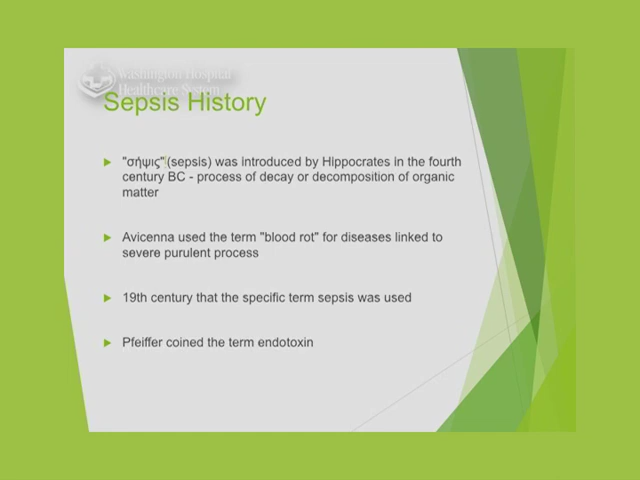 Washington Hospital
Healthcare System
Sepsis History
"σήψις" (sepsis) was introduced by Hippocrates in the fourth
century BC - process of decay or decomposition of organic
matter
Avicenna used the term "blood rot" for diseases linked to
severe purulent process
19th century that the specific term sepsis was used
Pfeiffer coined the term endotoxin